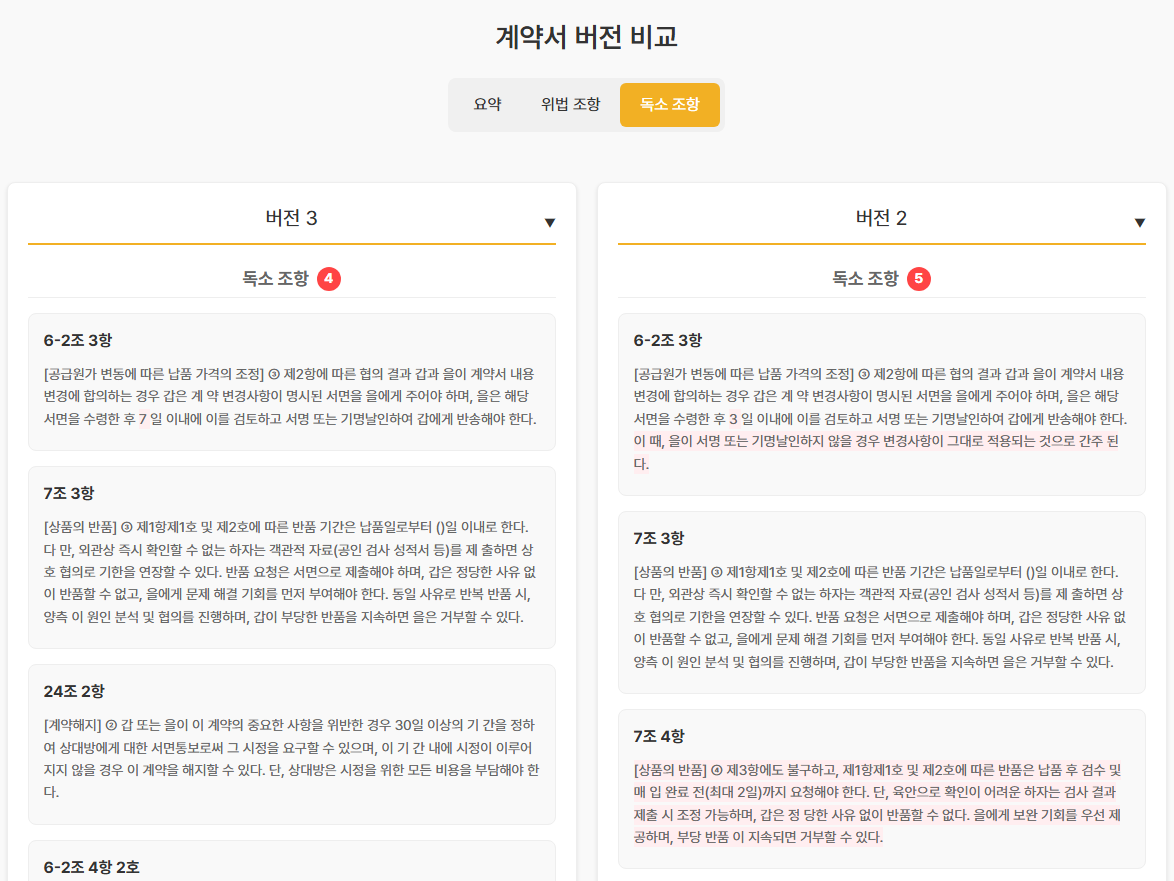 계약서 버전 비교
요약
위법 조항
독소 조항
버전 3
▼
독소 조항 4
6-2조 3항
[공급원가 변동에 따른 납품 가격의 조정] ③ 제2항에 따른 협의 결과 갑과 을이 계약서 내용
변경에 합의하는 경우 갑은 계 약 변경사항이 명시된 서면을 을에게 주어야 하며, 을은 해당
서면을 수령한 후 7 일 이내에 이를 검토하고 서명 또는 기명날인하여 갑에게 반송해야 한다.
7조 3항
[상품의 반품] ③ 제1항제1호 및 제2호에 따른 반품 기간은 납품일로부터 ()일 이내로 한다.
다 만, 외관상 즉시 확인할 수 없는 하자는 객관적 자료(공인 검사 성적서 등)를 제 출하면 상
호 협의로 기한을 연장할 수 있다. 반품 요청은 서면으로 제출해야 하며, 갑은 정당한 사유 없
이 반품할 수 없고, 을에게 문제 해결 기회를 먼저 부여해야 한다. 동일 사유로 반복 반품 시,
양측 이 원인 분석 및 협의를 진행하며, 갑이 부당한 반품을 지속하면 을은 거부할 수 있다.
24조 2항
[계약해지] ② 갑 또는 을이 이 계약의 중요한 사항을 위반한 경우 30일 이상의 기 간을 정하
여 상대방에게 대한 서면통보로써 그 시정을 요구할 수 있으며, 이 기 간 내에 시정이 이루어
지지 않을 경우 이 계약을 해지할 수 있다. 단, 상대방은 시정을 위한 모든 비용을 부담해야 한
다.
6-2조 4항 2호
버전 2
▼
독소 조항 5
6-2조 3항
[공급원가 변동에 따른 납품 가격의 조정] ③ 제2항에 따른 협의 결과 갑과 을이 계약서 내용
변경에 합의하는 경우 갑은 계 약 변경사항이 명시된 서면을 을에게 주어야 하며, 을은 해당
서면을 수령한 후 3 일 이내에 이를 검토하고 서명 또는 기명날인하여 갑에게 반송해야 한다.
이 때, 을이 서명 또는 기명날인하지 않을 경우 변경사항이 그대로 적용되는 것으로 간주 된
다.
7조 3항
[상품의 반품] ③ 제1항제1호 및 제2호에 따른 반품 기간은 납품일로부터 ()일 이내로 한다.
다 만, 외관상 즉시 확인할 수 없는 하자는 객관적 자료(공인 검사 성적서 등)를 제 출하면 상
호 협의로 기한을 연장할 수 있다. 반품 요청은 서면으로 제출해야 하며, 갑은 정당한 사유 없
이 반품할 수 없고, 을에게 문제 해결 기회를 먼저 부여해야 한다. 동일 사유로 반복 반품 시,
양측 이 원인 분석 및 협의를 진행하며, 갑이 부당한 반품을 지속하면 을은 거부할 수 있다.
7조 4항
[상품의 반품] ④ 제3항에도 불구하고, 제1항제1호 및 제2호에 따른 반품은 납품 후 검수 및
매 입 완료 전(최대 2일)까지 요청해야 한다. 단, 육안으로 확인이 어려운 하자는 검사 결과
제출 시 조정 가능하며, 갑은 정 당한 사유 없이 반품할 수 없다. 을에게 보완 기회를 우선 제
공하며, 부당 반품 이 지속되면 거부할 수 있다.